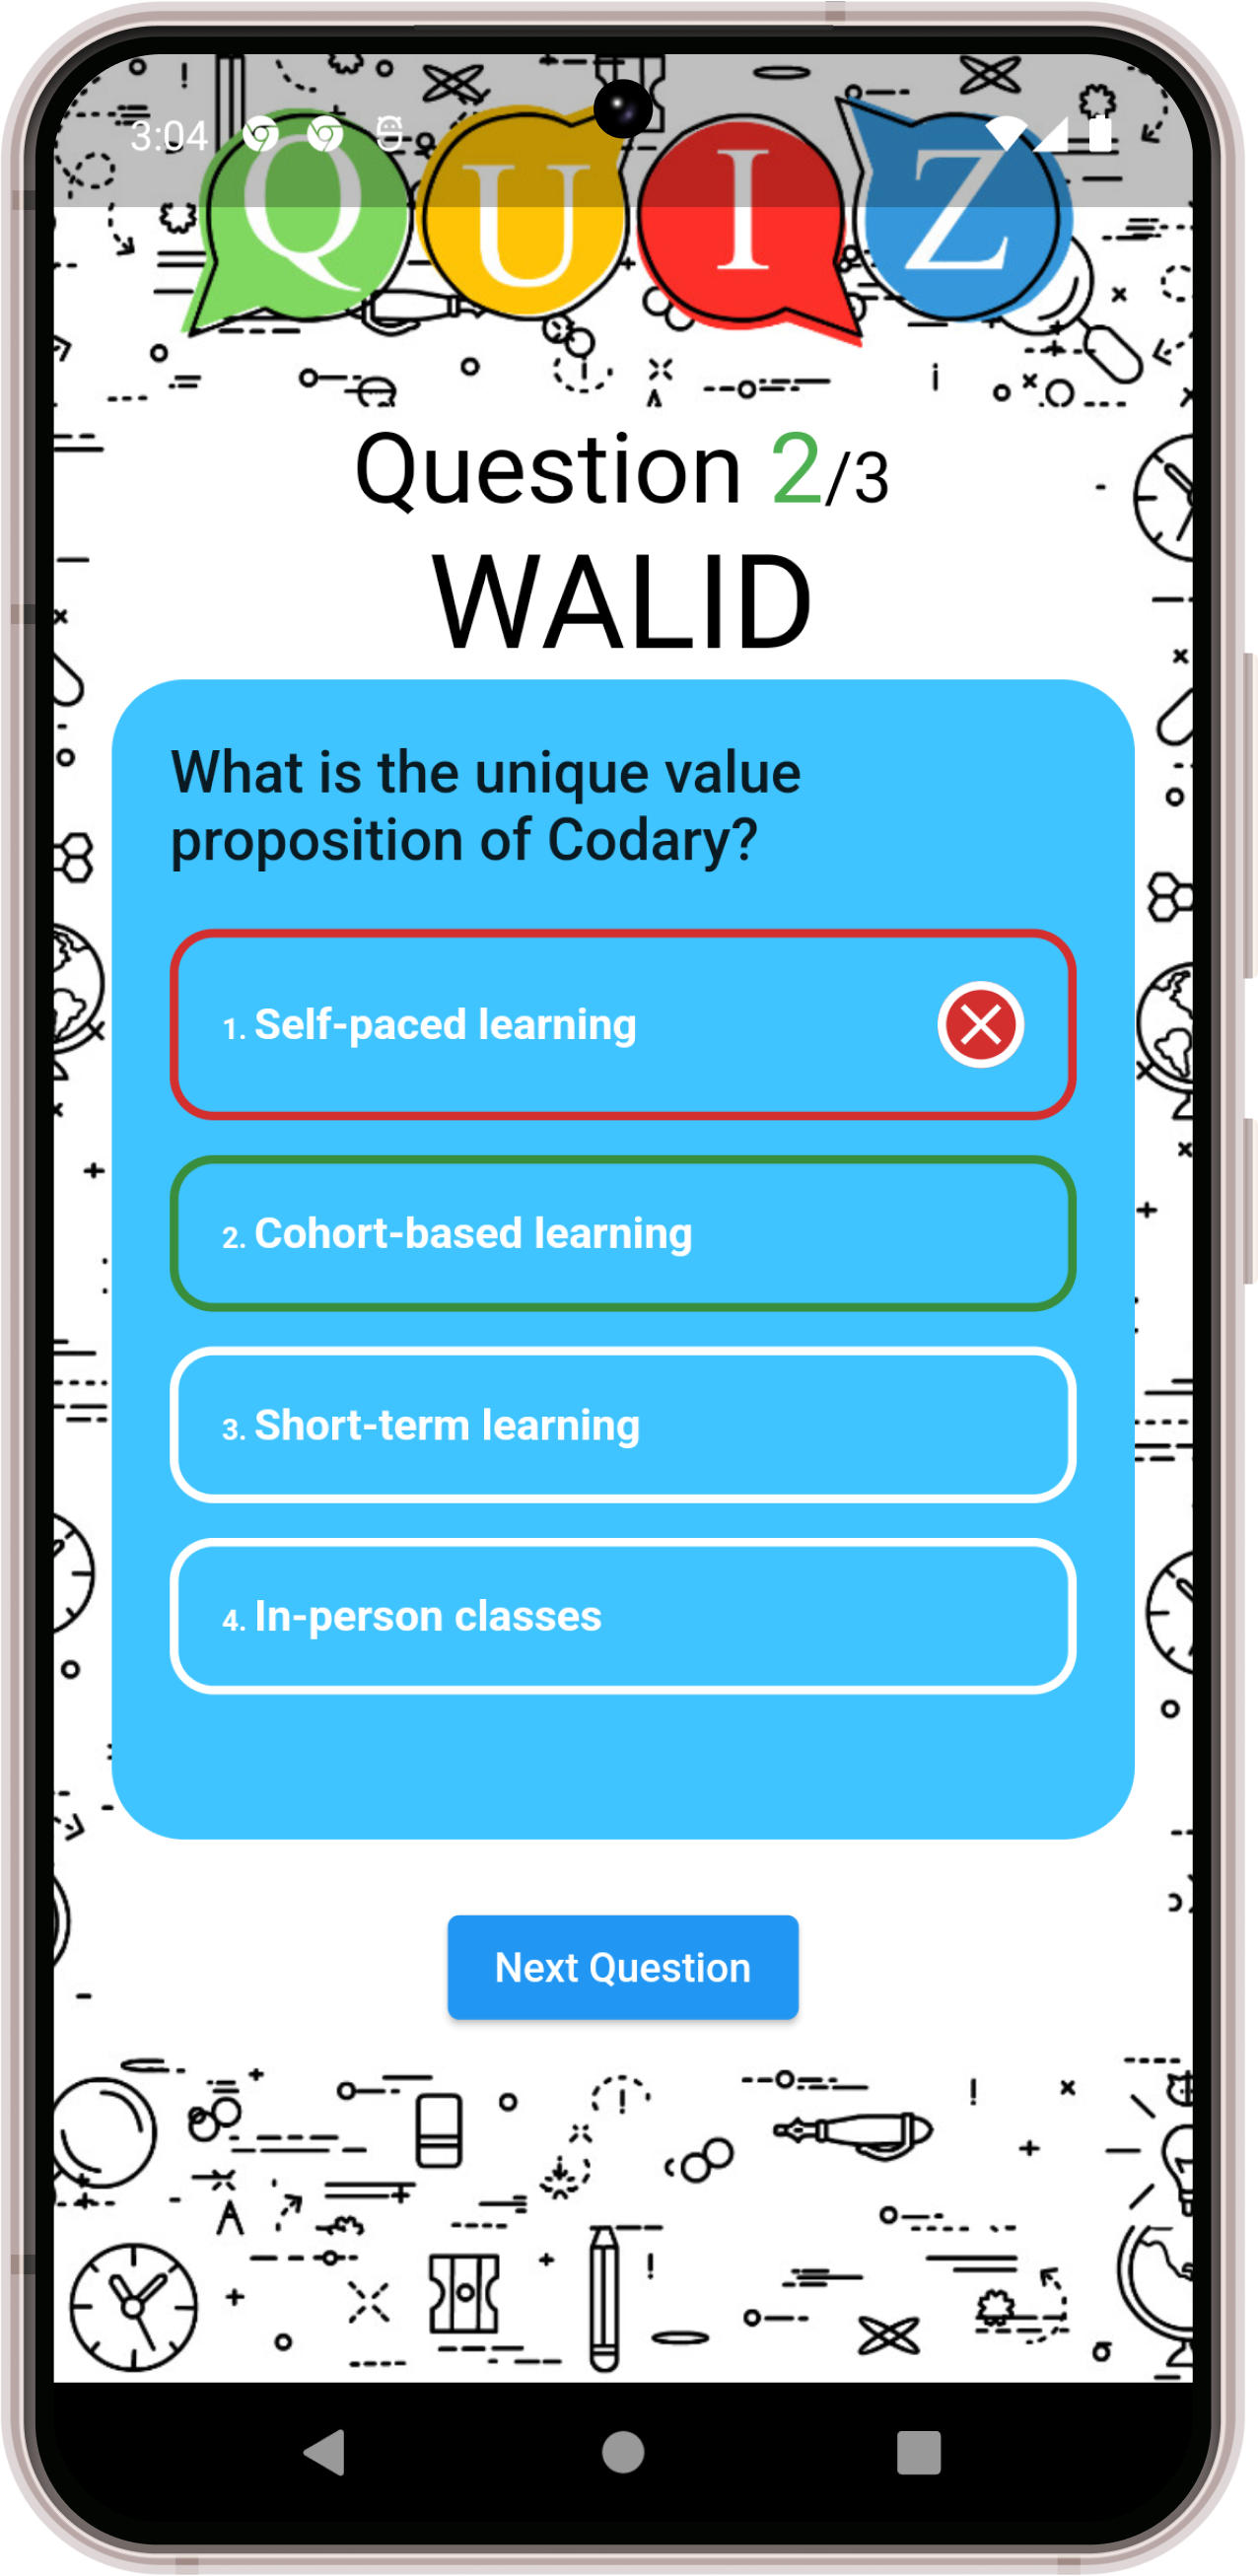 3:04
QUIZ
Question 2/3
WALID
What is the unique value
proposition of Codary?
1. Self-paced learning
2. Cohort-based learning
3. Short-term learning
4. In-person classes
Next Question